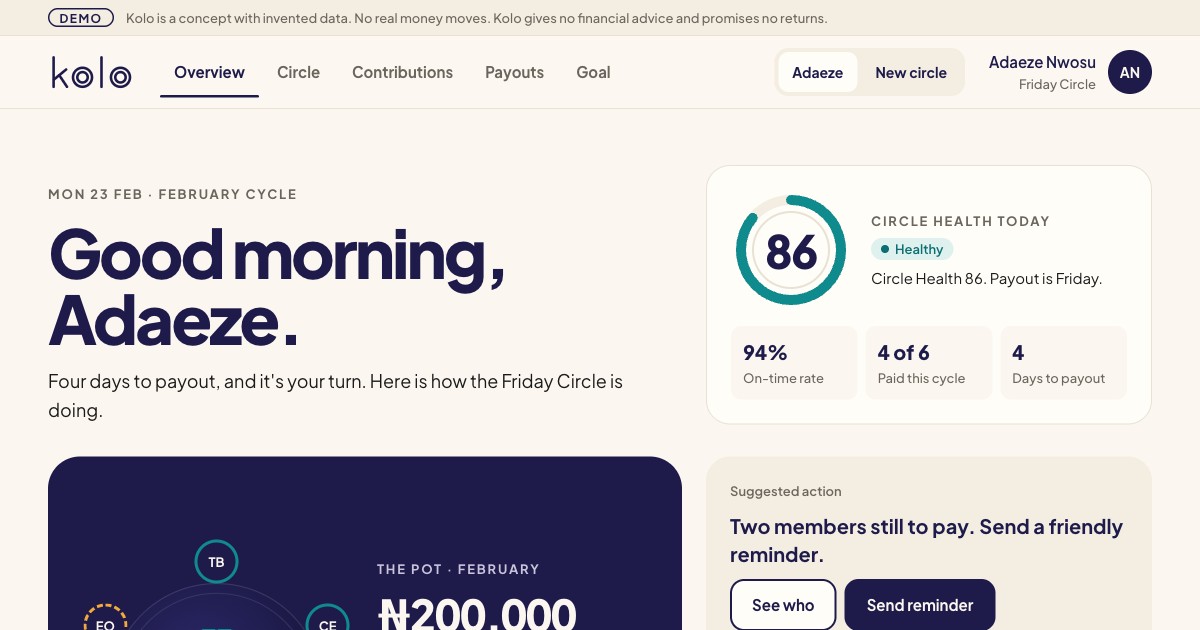 DEMO Kolo is a concept with invented data. No real money moves. Kolo gives no financial advice and promises no returns.
kolo Overview Circle Contributions Payouts Goal Adaeze New circle Adaeze Nwosu AN
Friday Circle
MON 23 FEB · FEBRUARY CYCLE
Good morning,
Adaeze.
Four days to payout, and it's your turn. Here is how the Friday Circle is
doing.
86
CIRCLE HEALTH TODAY
Healthy
Circle Health 86. Payout is Friday.
94% 4 of 6 4
On-time rate Paid this cycle Days to payout
TB
EO CE
THE POT · FEBRUARY
₦200,000
Suggested action
Two members still to pay. Send a friendly
reminder.
See who Send reminder